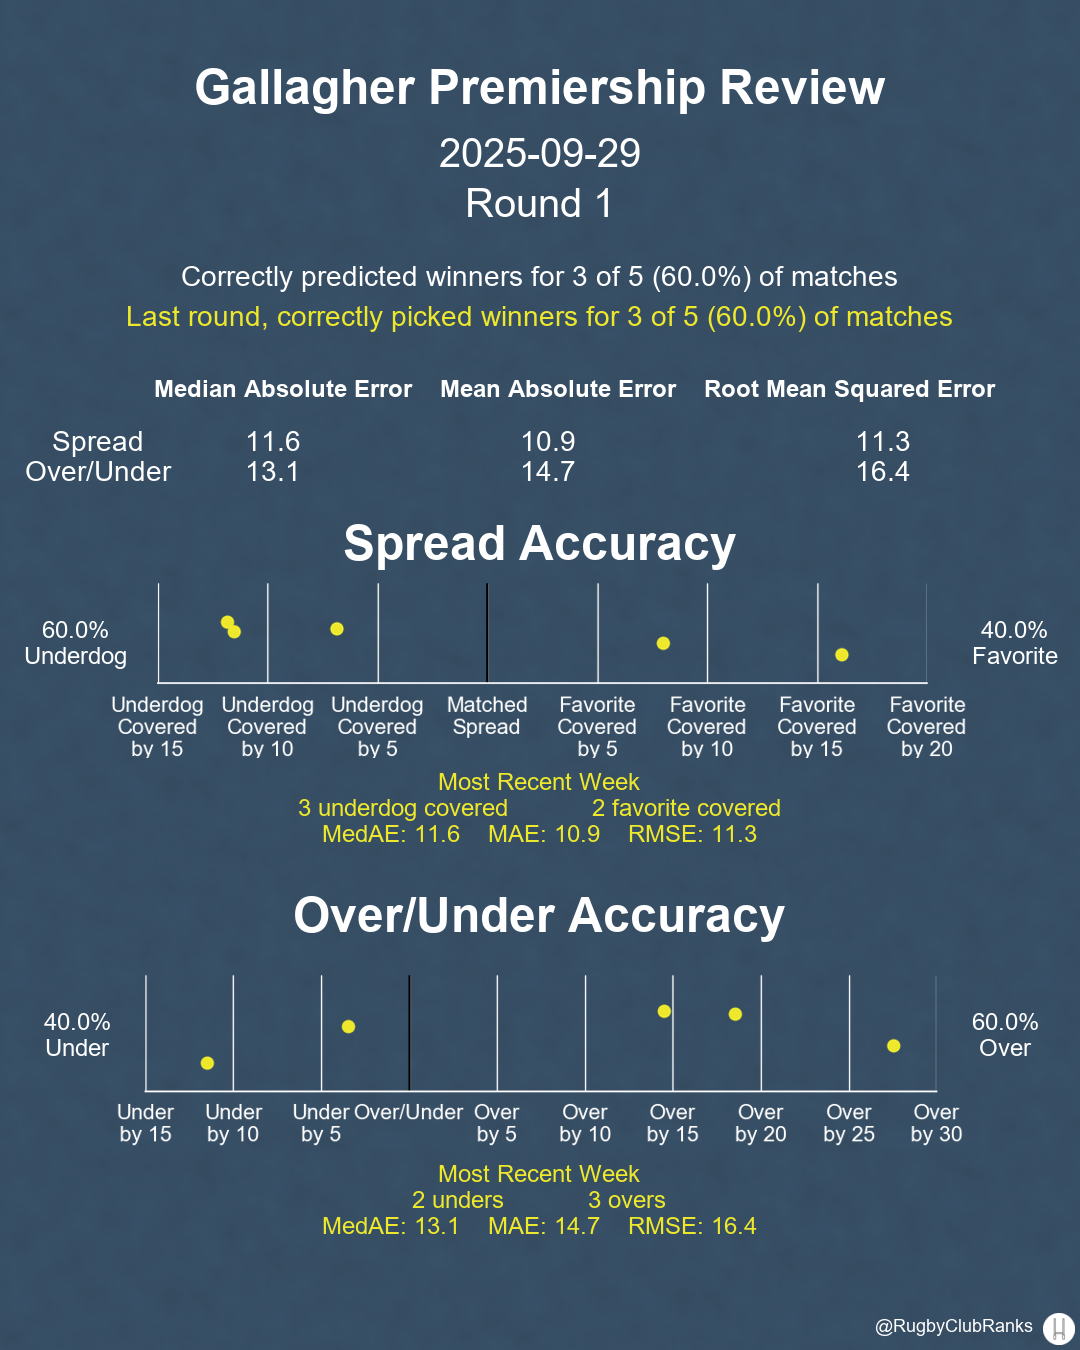 Gallagher Premiership Review
2025-09-29
Round 1
Correctly predicted winners for 3 of 5 (60.0%) of matches
Last round, correctly picked winners for 3 of 5 (60.0%) of matches
Median Absolute Error Mean Absolute Error Root Mean Squared Error
Spread 11.6 10.9 11.3
Over/Under 13.1 14.7 16.4
Spread Accuracy
60.0% 40.0%
Underdog Favorite
Underdog Underdog Underdog Matched Favorite Favorite Favorite Favorite
Covered Covered Covered Spread Covered Covered Covered Covered
by 15 by 10 by 5 by 5 by 10 by 15 by 20
Most Recent Week
3 underdog covered 2 favorite covered
MedAE: 11.6 MAE: 10.9 RMSE: 11.3
Over/Under Accuracy
40.0% 60.0%
Under Over
Under Under Under Over/Under Over Over Over Over Over Over
by 15 by 10 by 5 by 5 by 10 by 15 by 20 by 25 by 30
Most Recent Week
2 unders 3 overs
MedAE: 13.1 MAE: 14.7 RMSE: 16.4
@RugbyClubRanks